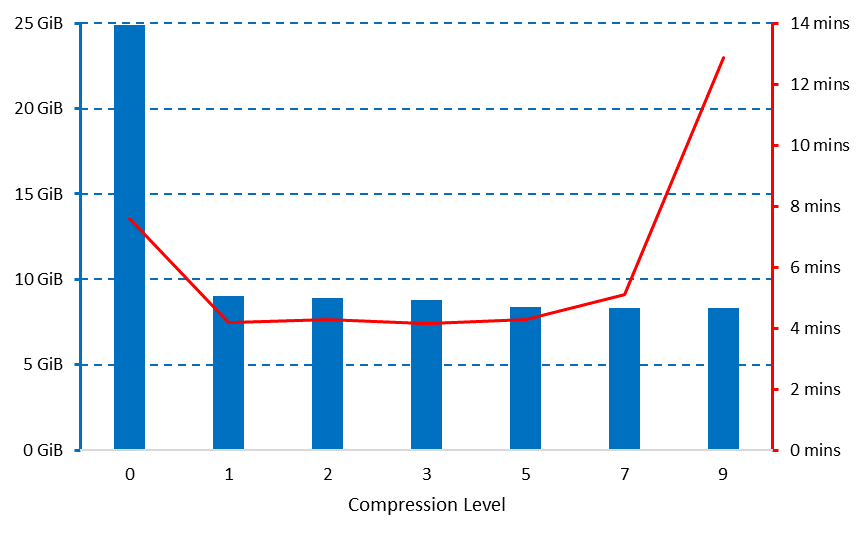 25 GiB
20 GiB
15 GiB
10 GiB
5 GiB
0 GiB
14 mins
12 mins
10 mins
8 mins
6 mins
4 mins
2 mins
0 mins
0 1 2 3 5 7 9
Compression Level